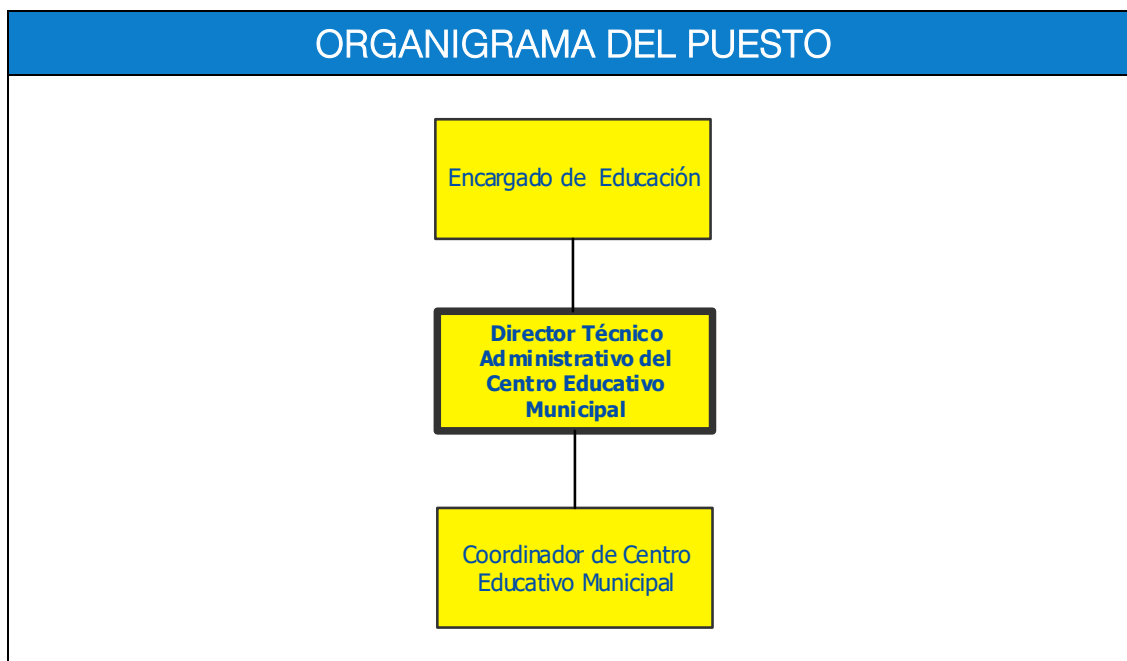 ORGANIGRAMA DEL PUESTO
Encargado de Educación
Director Técnico
Administrativo del
Centro Educativo
Municipal
Coordinador de Centro
Educativo Municipal